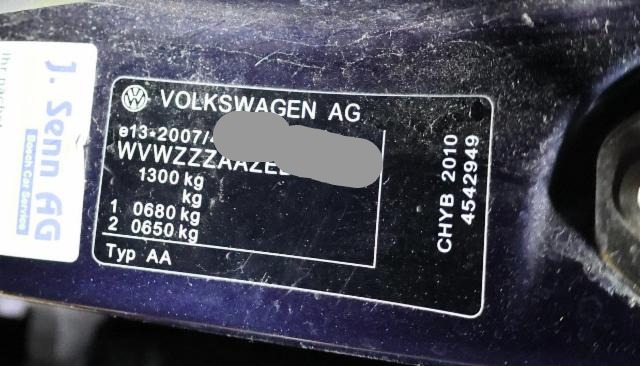 VOLKSWAGEN AG
e13*2007/
WVWZZZAAZE
1300 kg
kg
1 0680 kg
2 0650 kg
Typ AA
CHYB 2010
4542949
J. Senn AG
Bosch Car Service